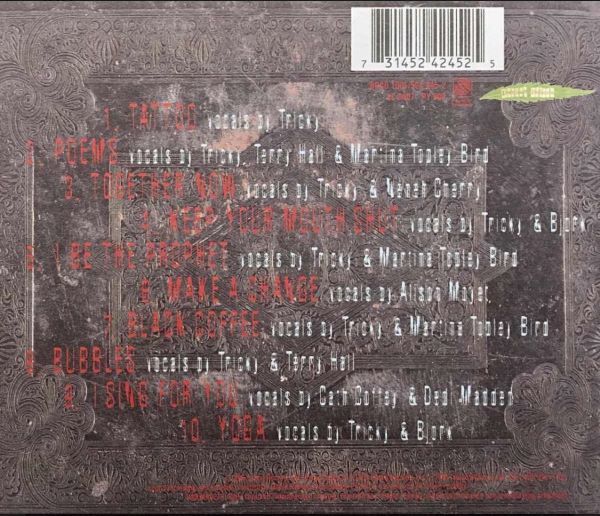 7 31452 42452 5
1. TATTOO vocals by Tricky
2. POEMS vocals by Tricky, Terry Hall & Martina Topley Bird
3. TOGETHER NOW vocals by Tricky & Neneh Cherry
4. KEEP YOUR MOUTH SHUT vocals by Tricky & Bjork
5. I BE THE PROPHET vocals by Tricky & Martina Topley Bird
6. MAKE A CHANGE vocals by Alison Moyet
7. BLACK COFFEE vocals by Tricky & Martina Topley Bird
8. BUBBLES vocals by Tricky & Terry Hall
9. I SING FOR YOU vocals by Cath Coffey & Dedi Madden
10. YOGA vocals by Tricky & Bjork